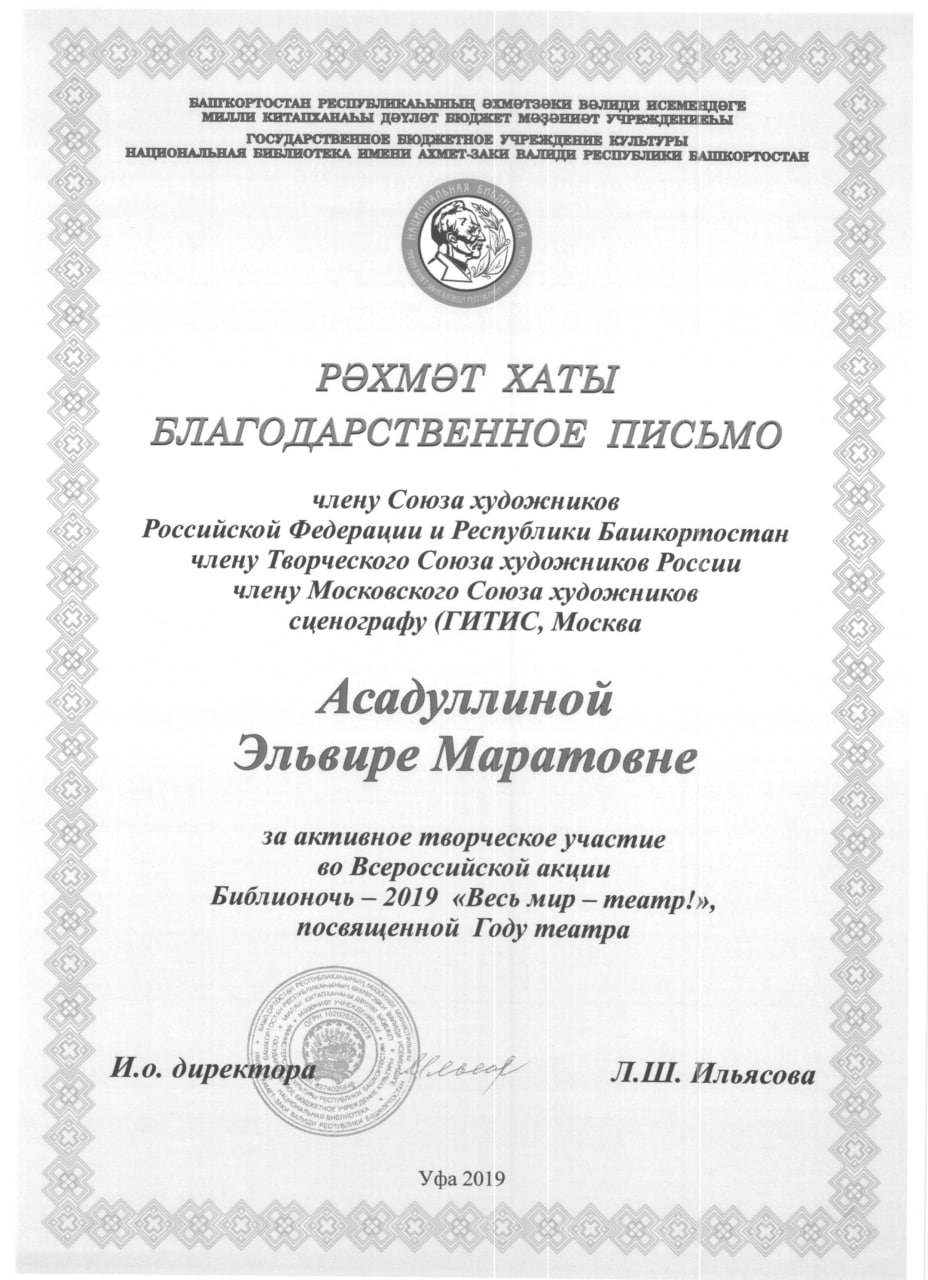 БАШҠОРТОСТАН РЕСПУБЛИКАҺЫНЫҢ ӘХМӘТЗӘКИ ВӘЛИДИ ИСЕМЕНДӘГЕ
МИЛЛИ КИТАПХАНАҺЫ ДӘҮЛӘТ БЮДЖЕТ МӘҘӘНИӘТ УЧРЕЖДЕНИЕҺЫ
ГОСУДАРСТВЕННОЕ БЮДЖЕТНОЕ УЧРЕЖДЕНИЕ КУЛЬТУРЫ
НАЦИОНАЛЬНАЯ БИБЛИОТЕКА ИМЕНИ АХМЕТ-ЗАКИ ВАЛИДИ РЕСПУБЛИКИ БАШКОРТОСТАН
НАЦИОНАЛЬНАЯ БИБЛИОТЕКА
РӘХМӘТ ХАТЫ
БЛАГОДАРСТВЕННОЕ ПИСЬМО
члену Союза художников
Российской Федерации и Республики Башкортостан
члену Творческого Союза художников России
члену Московского Союза художников
сценографу (ГИТИС, Москва
Асадуллиной
Эльвире Маратовне
за активное творческое участие
во Всероссийской акции
Библионочь – 2019 «Весь мир – театр!»,
посвященной Году театра
И.о. директора
Л.Ш. Ильясова
Уфа 2019